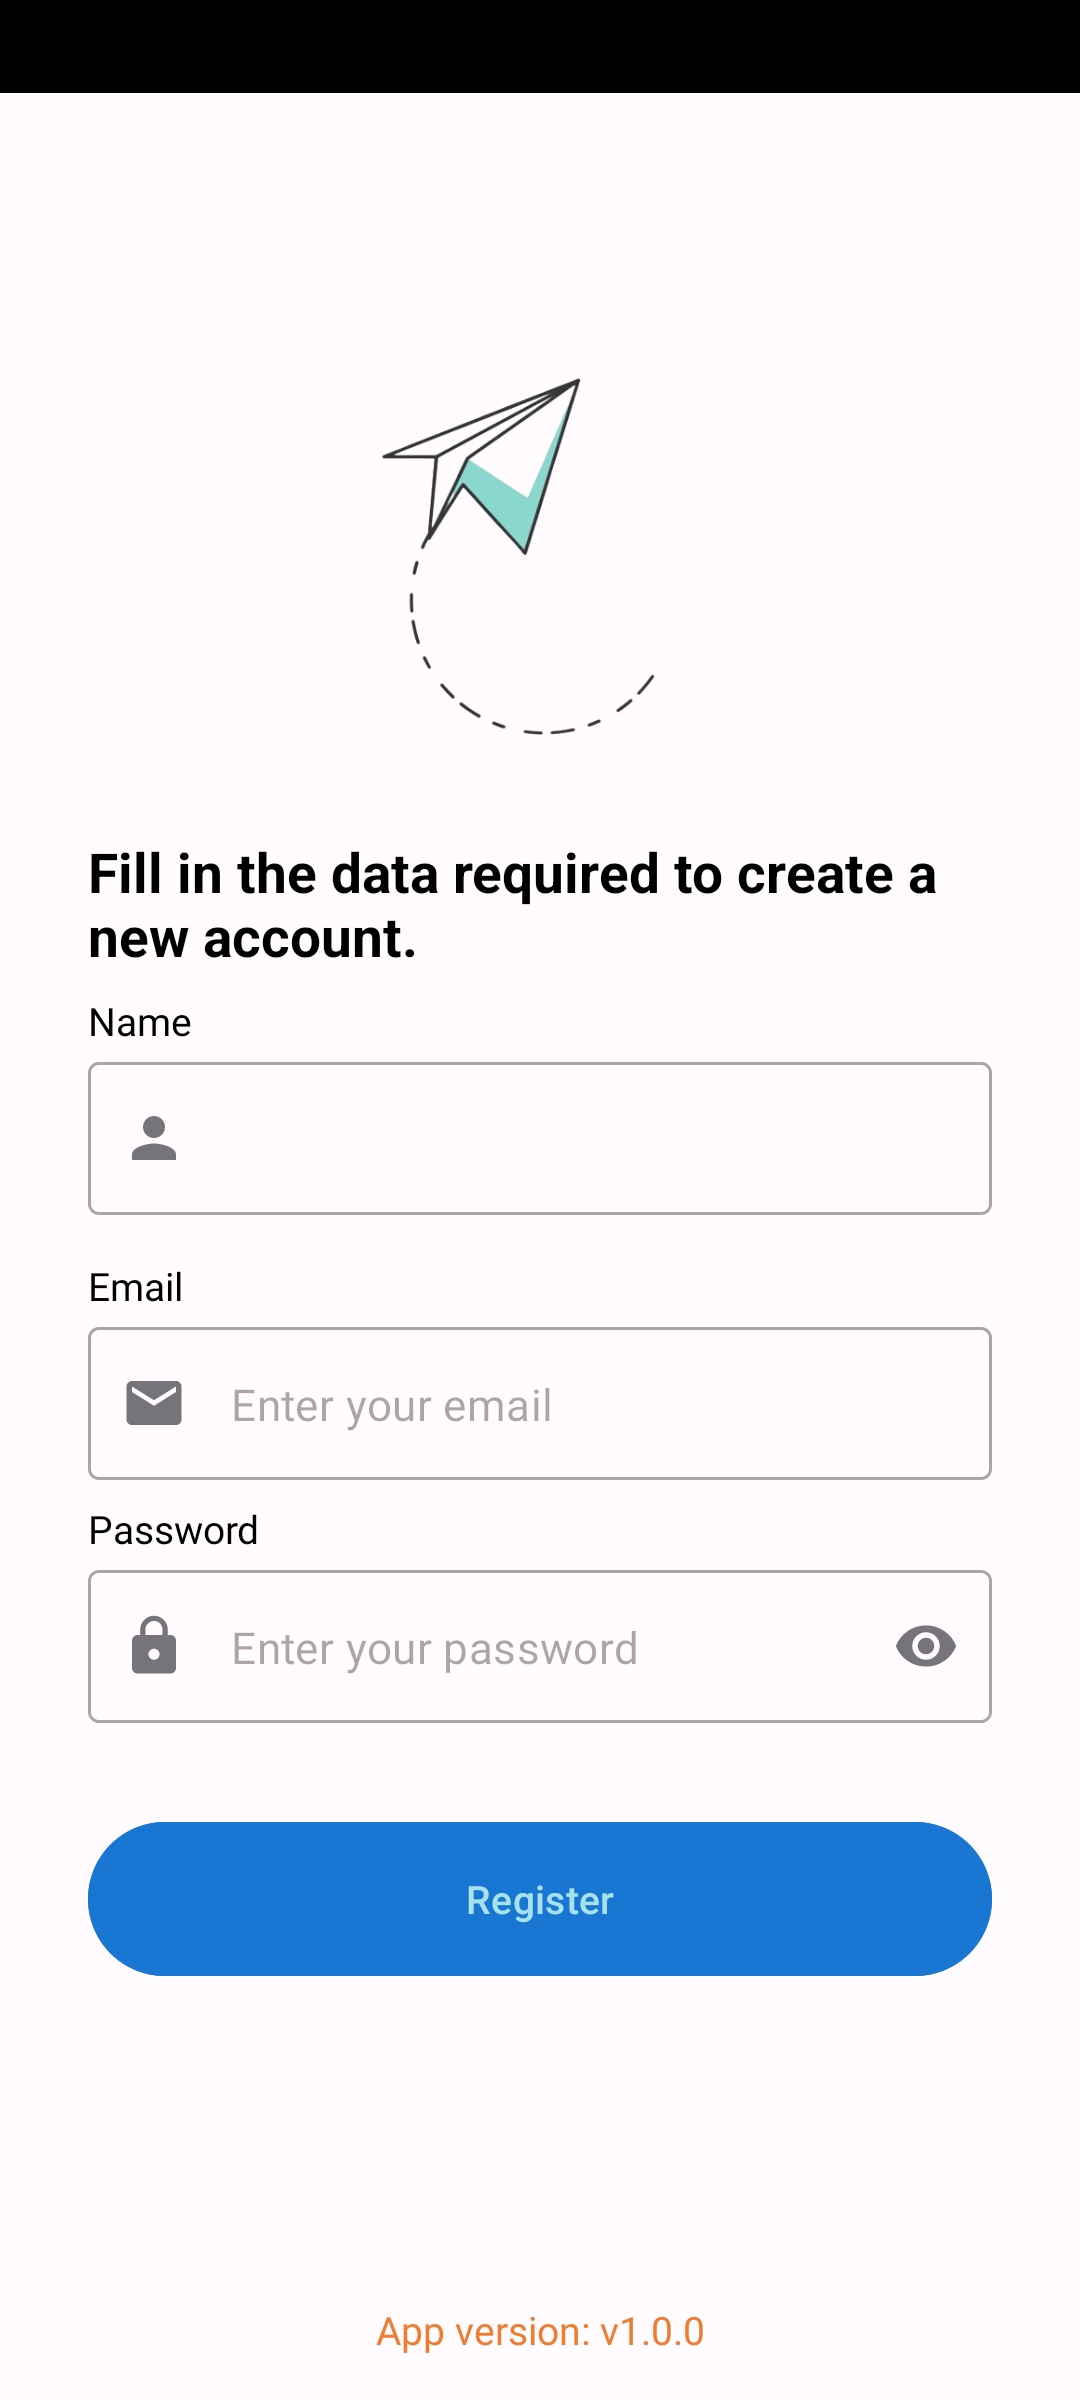 Fill in the data required to create a
new account.
Name
Email
Enter your email
Password
Enter your password
Register
App version: v1.0.0